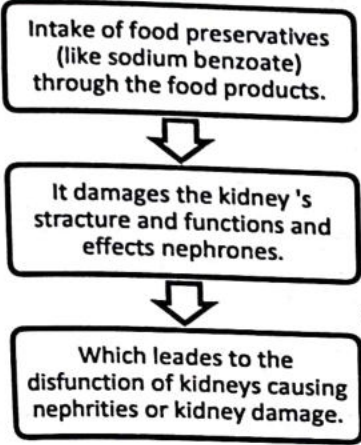 Intake of food preservatives
(like sodium benzoate)
through the food products.
It damages the kidney 's
stracture and functions and
effects nephrones.
Which leades to the
disfunction of kidneys causing
nephrities or kidney damage.